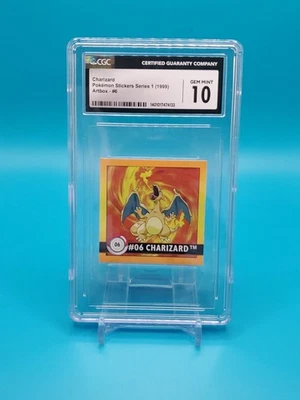 CGC
CERTIFIED GUARANTY COMPANY
Charizard
Pokémon Stickers Series 1 (1999)
Artbox - #6
GEM MINT
10
06
#06 CHARIZARD™